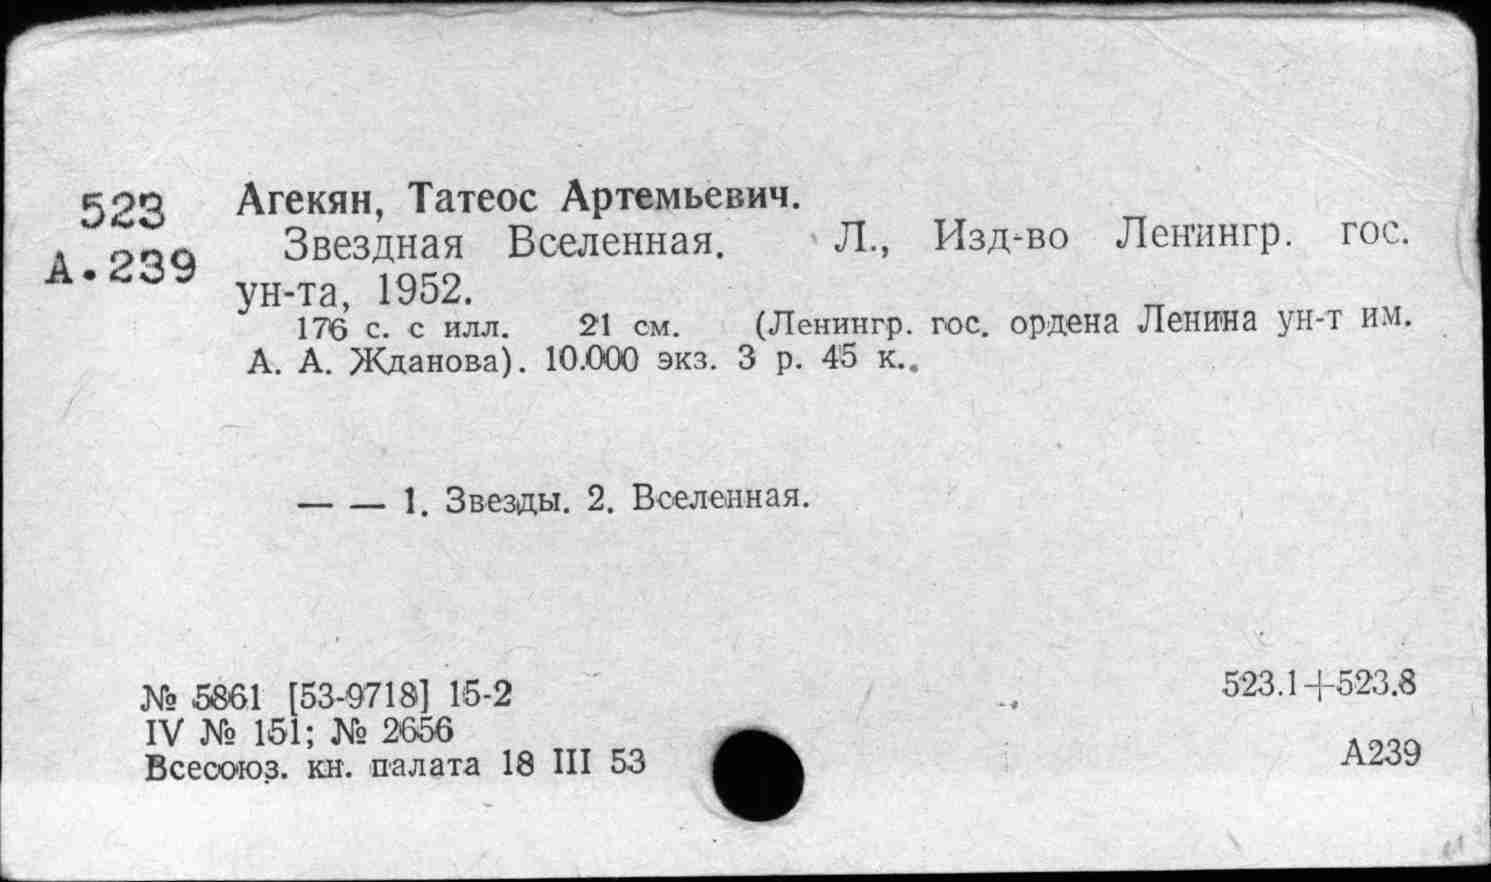 523
А.239
Агекян, Татеос Артемьевич.
Звездная Вселенная. Л., Изд-во Ленингр. гос.
ун-та, 1952.
176 с. с илл. 21 см. (Ленингр. гос. ордена Ленина ун-т им.
А. А. Жданова). 10.000 экз. 3 р. 45 к..
— — 1. Звезды. 2. Вселенная.
№ 5861 [53-9718] 15-2
IV № 151; № 2656
Всесоюз. кн. палата 18 III 53
523.1+523.8
А239